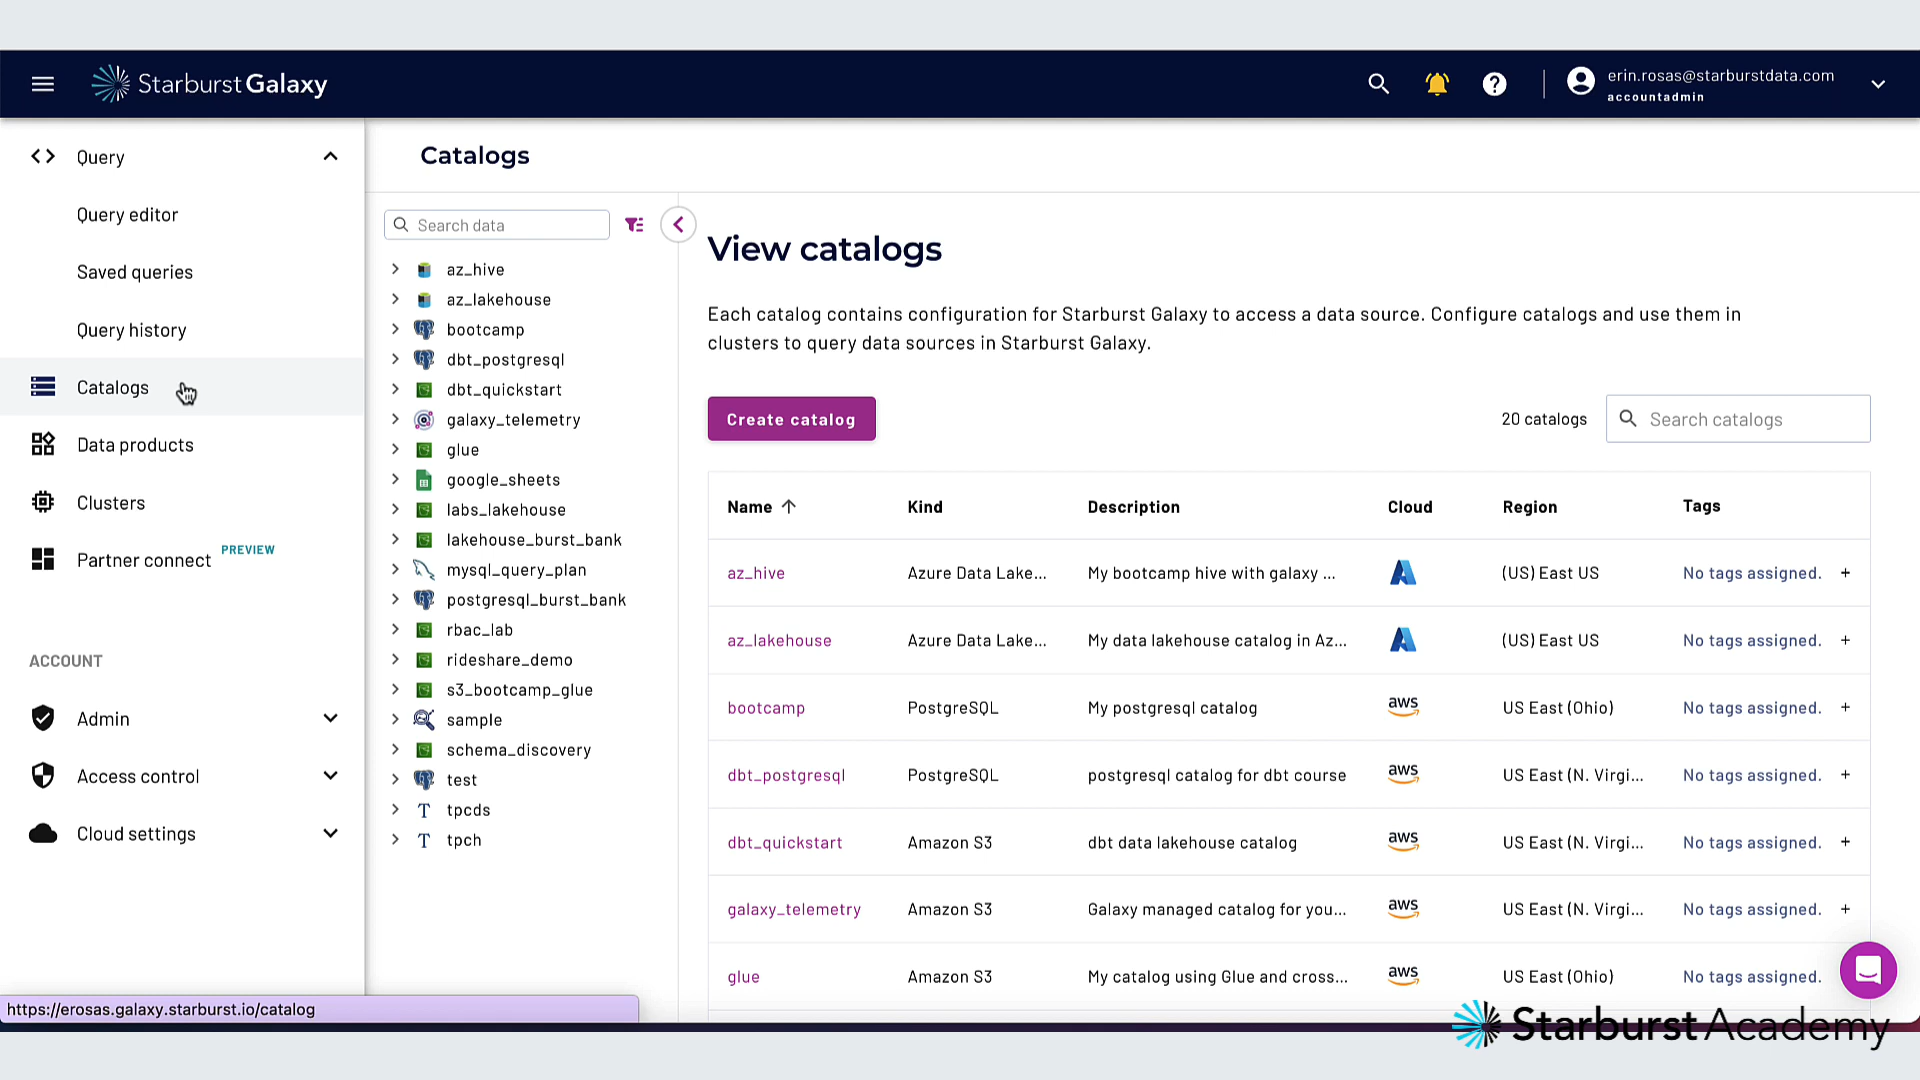 Starburst Galaxy
erin.rosas@starburstdata.com
accountadmin
Query
Query editor
Saved queries
Query history
Catalogs
Data products
Clusters
Partner connect PREVIEW
ACCOUNT
Admin
Access control
Cloud settings
https://erosas.galaxy.starburst.io/catalog
Catalogs
Search data
az_hive
az_lakehouse
bootcamp
dbt_postgresql
dbt_quickstart
galaxy_telemetry
glue
google_sheets
labs_lakehouse
lakehouse_burst_bank
mysql_query_plan
postgresql_burst_bank
rbac_lab
rideshare_demo
s3_bootcamp_glue
sample
schema_discovery
test
T tpcds
T tpch
View catalogs
Each catalog contains configuration for Starburst Galaxy to access a data source. Configure catalogs and use them in
clusters to query data sources in Starburst Galaxy.
Create catalog
20 catalogs
Search catalogs
Name Kind Description Cloud Region Tags
az_hive Azure Data Lake... My bootcamp hive with galaxy ... (US) East US No tags assigned. +
az_lakehouse Azure Data Lake... My data lakehouse catalog in Az... (US) East US No tags assigned. +
bootcamp PostgreSQL My postgresql catalog aws US East (Ohio) No tags assigned. +
dbt_postgresql PostgreSQL postgresql catalog for dbt course aws US East (N. Virgi... No tags assigned. +
dbt_quickstart Amazon S3 dbt data lakehouse catalog aws US East (N. Virgi... No tags assigned. +
galaxy_telemetry Amazon S3 Galaxy managed catalog for you... aws US East (N. Virgi... No tags assigned. +
glue Amazon S3 My catalog using Glue and cross... aws US East (Ohio) No tags assigned.
Starburst Academy